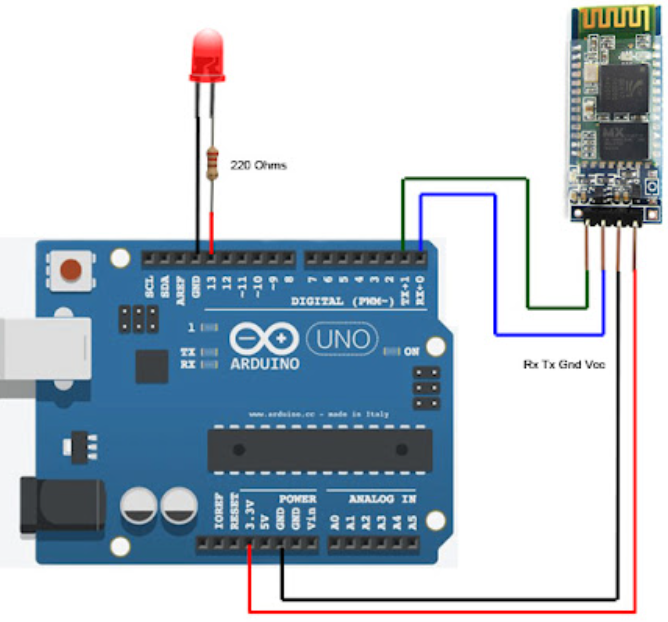 220 Ohms
SCL
SDA
AREF
GND
13
12
~11
~10
~9
8
7
6
5
4
3
2
TX→1
RX←0
DIGITAL (PWM~)
1
TX
RX
UNO
ARDUINO
ON
Rx Tx Gnd Vcc
www.arduino.cc - made in Italy
POWER
ANALOG IN
IOREF
RESET
3.3V
5V
GND
GND
Vin
A0
A1
A2
A3
A4
A5
MX